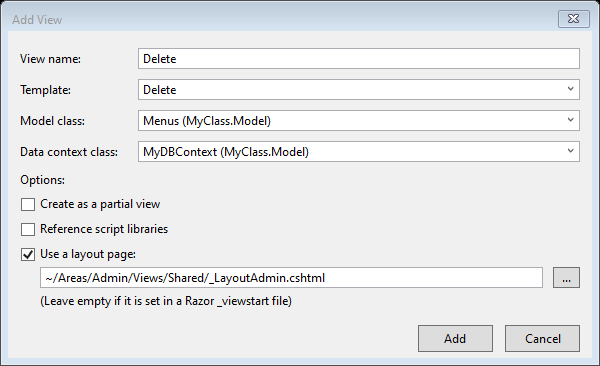 Add View
View name: Delete
Template: Delete
Model class: Menus (MyClass.Model)
Data context class: MyDBContext (MyClass.Model)
Options:
Create as a partial view
Reference script libraries
Use a layout page:
~/Areas/Admin/Views/Shared/_LayoutAdmin.cshtml ...
(Leave empty if it is set in a Razor _viewstart file)
Add Cancel